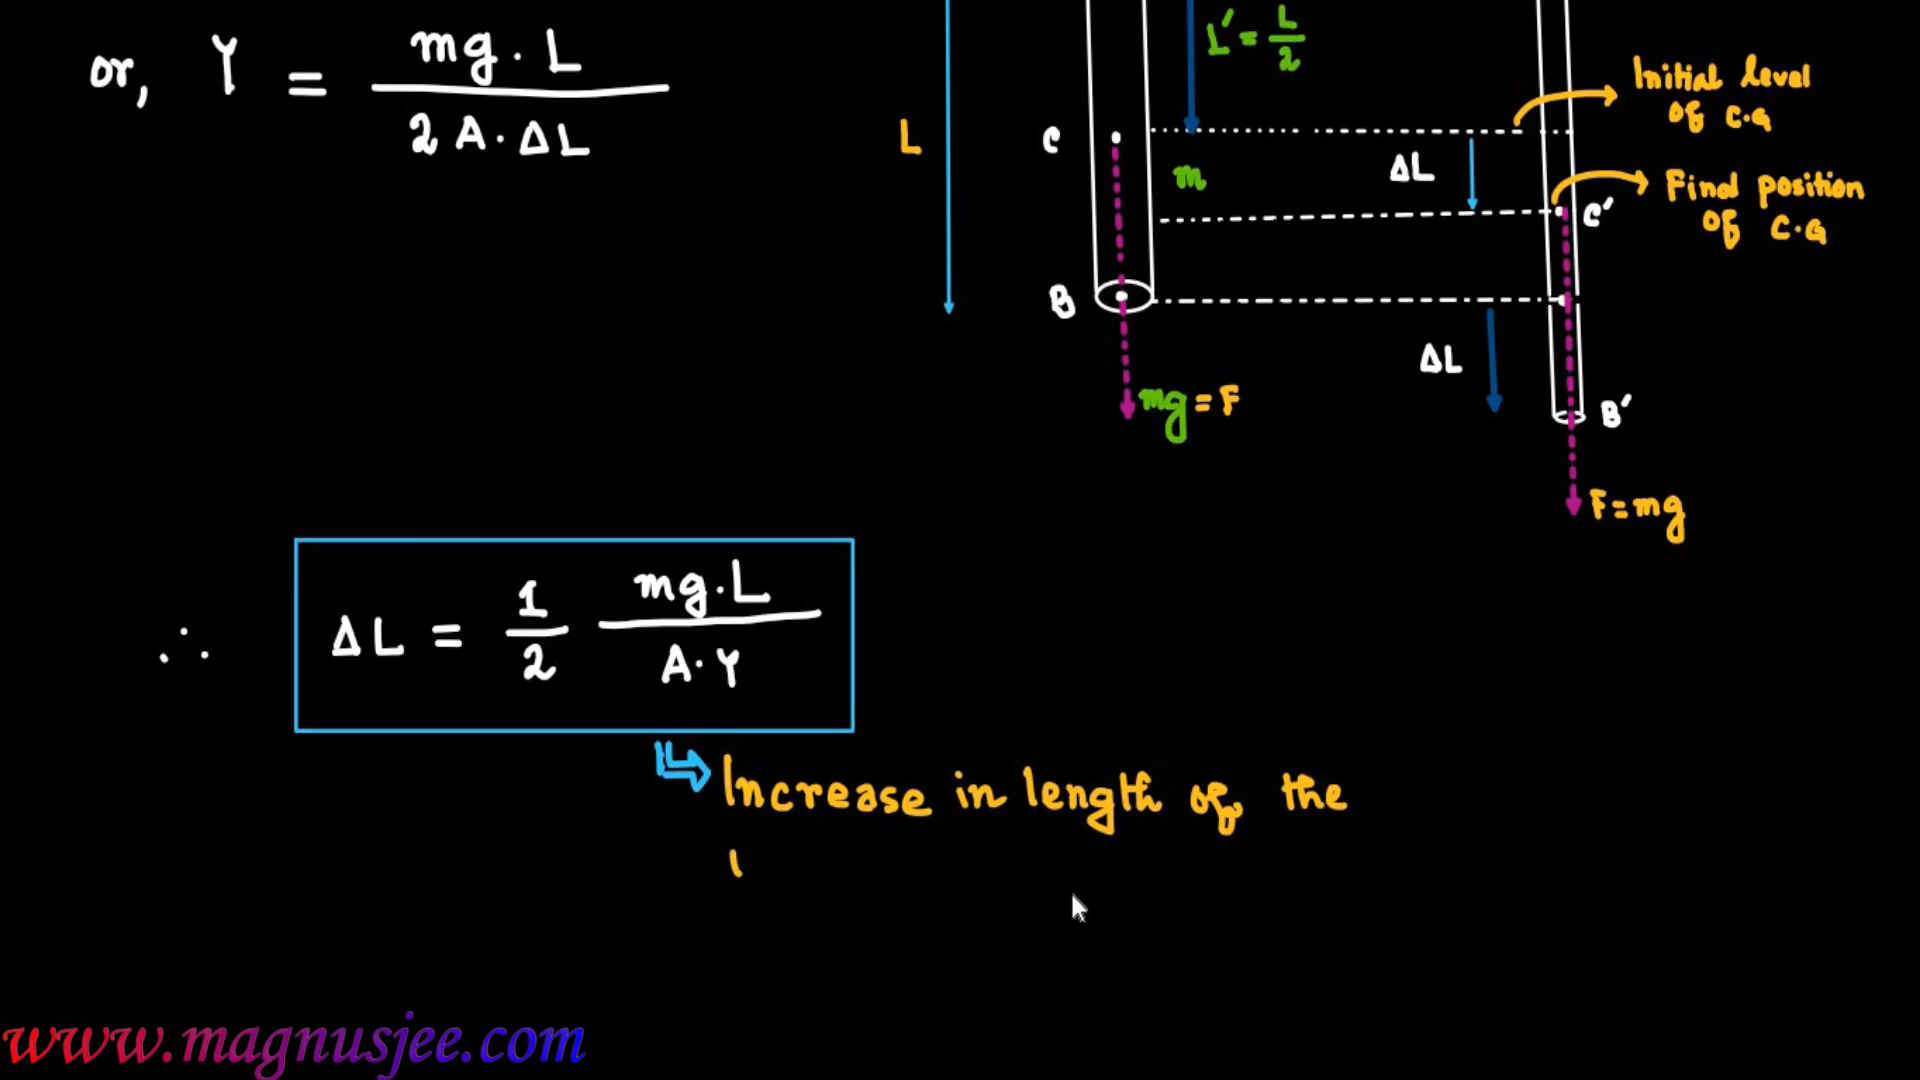 or, Y = mg. L / 2 A. ΔL
L
L' = L/2
C
m
ΔL
Initial level
of C.G
Final position
of C.G
C'
B
ΔL
B'
mg = F
F = mg
∴ ΔL = 1/2 mg.L / A.Y
Increase in length of the
www.magnusjee.com